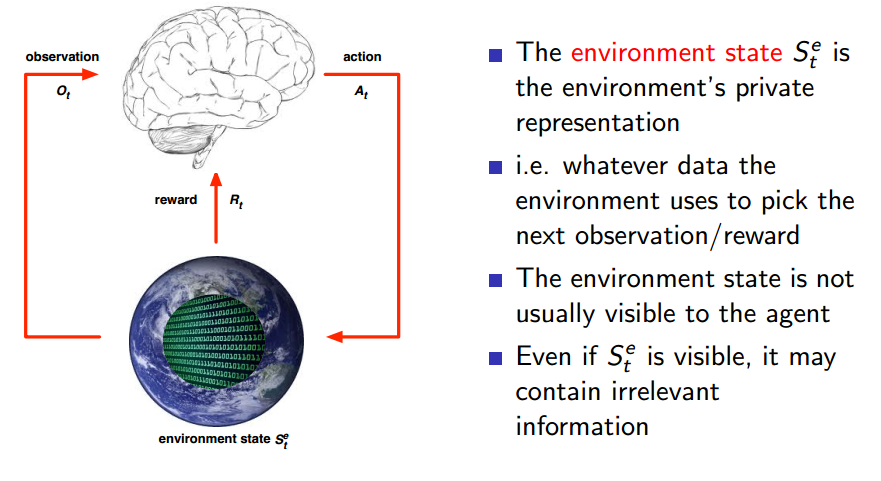 observation
O_t
action
A_t
reward R_t
environment state S_t^e
The environment state S_t^e is
the environment's private
representation
i.e. whatever data the
environment uses to pick the
next observation/reward
The environment state is not
usually visible to the agent
Even if S_t^e is visible, it may
contain irrelevant
information